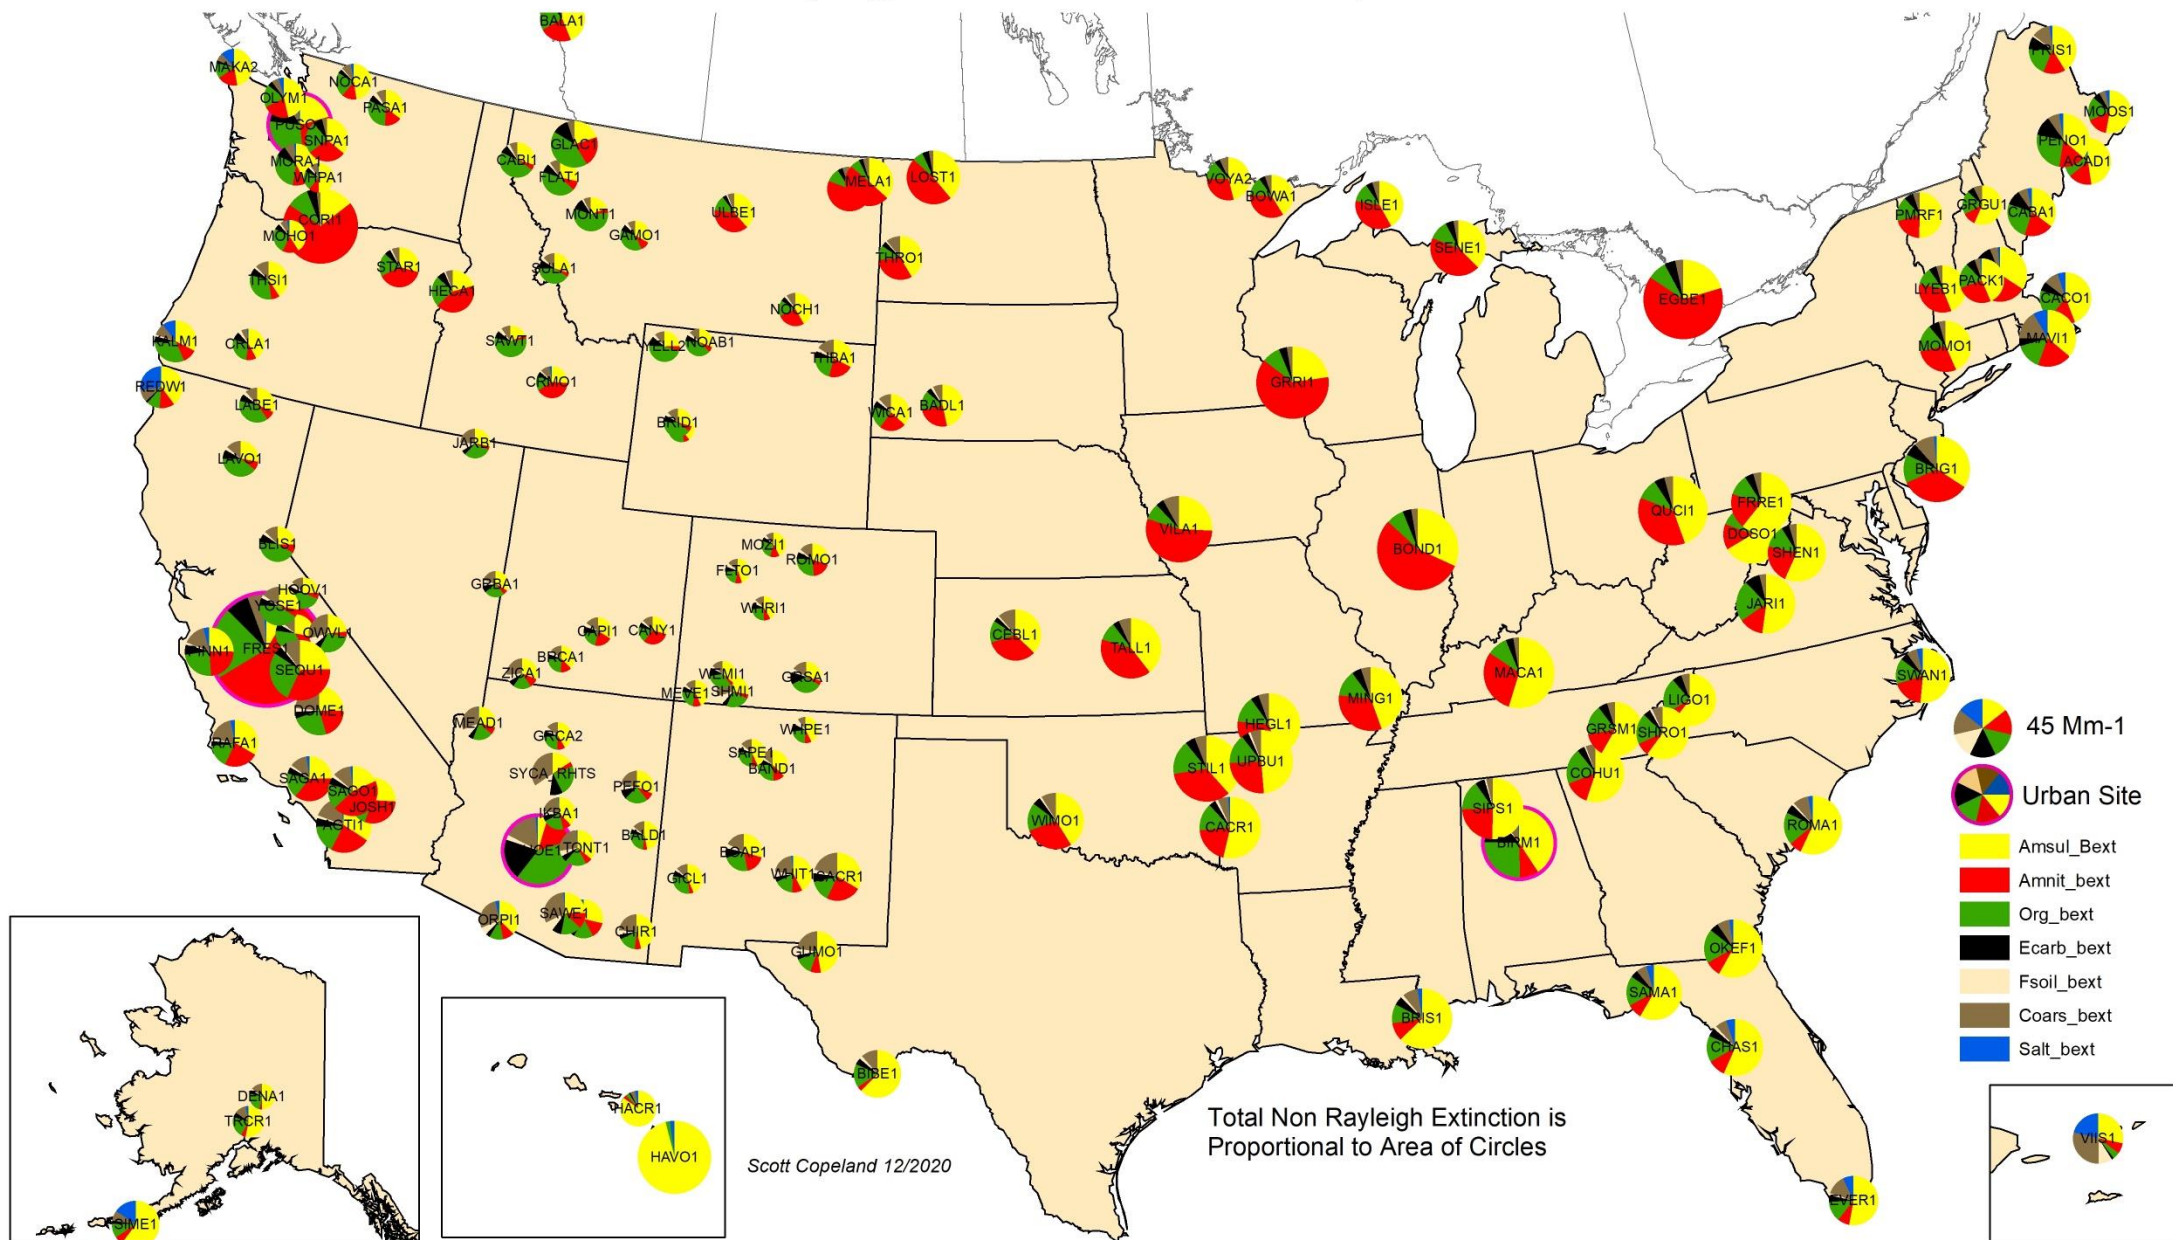 BALA1
MAKA2
NOCA1
PASA1
OLYM1
PUSO
SNPA1
MORA1
WHPA1
CORI1
MOHO1
THSI1
STAR1
HECA1
KALM1
CRLA1
REDW1
LABE1
LAVO1
CABI1
GLAC1
FLAT1
MONT1
GAMO1
SULA1
ULBE1
MELA1
LOST1
THRO1
NOCH1
SAWT1
CRMO1
YELL2
NOAB1
THBA1
BRID1
WICA1
BADL1
JARB1
VOYA2
BOWA1
ISLE1
SENE1
EGBE1
GRRI1
PRIS1
MOOS1
PENO1
ACAD1
PMRF1
GRGU1
CABA1
LYEB1
PACK1
CACO1
MOMO1
MAVI1
BRIG1
BLIS1
HOOV1
YOSE1
OWVL1
PINN1
FRES1
SEQU1
DOME1
RAFA1
SAGA1
SAGO1
JOSH1
AGTI1
GRBA1
CAPI1
CANY1
BRCA1
ZICA1
MOZI1
ROMO1
FLTO1
WHRI1
WEMI1
MEVE1
SHMI1
GRSA1
MEAD1
GRCA2
SYCA_RHTS
PEFO1
IKBA1
JOE1
TONT1
BALD1
ORPI1
SAWE1
CHIR1
WHPE1
SAPE1
BAND1
BOAP1
GICL1
WHIT1
SACR1
GUMO1
BIBE1
VILA1
BOND1
CEBL1
TALL1
MING1
HEGL1
UPBU1
STIL1
CACR1
WIMO1
MACA1
QUCI1
FRRE1
DOSO1
SHEN1
JARI1
SWAN1
LIGO1
GRSM1
SHRO1
COHU1
SIPS1
BIRM1
ROMA1
OKEF1
SAMA1
CHAS1
BRIS1
EVER1
45 Mm-1
Urban Site
Amsul_Bext
Amnit_bext
Org_bext
Ecarb_bext
Fsoil_bext
Coars_bext
Salt_bext
DENA1
TRCR1
SIME1
HACR1
HAVO1
VIIS1
Scott Copeland 12/2020
Total Non Rayleigh Extinction is
Proportional to Area of Circles